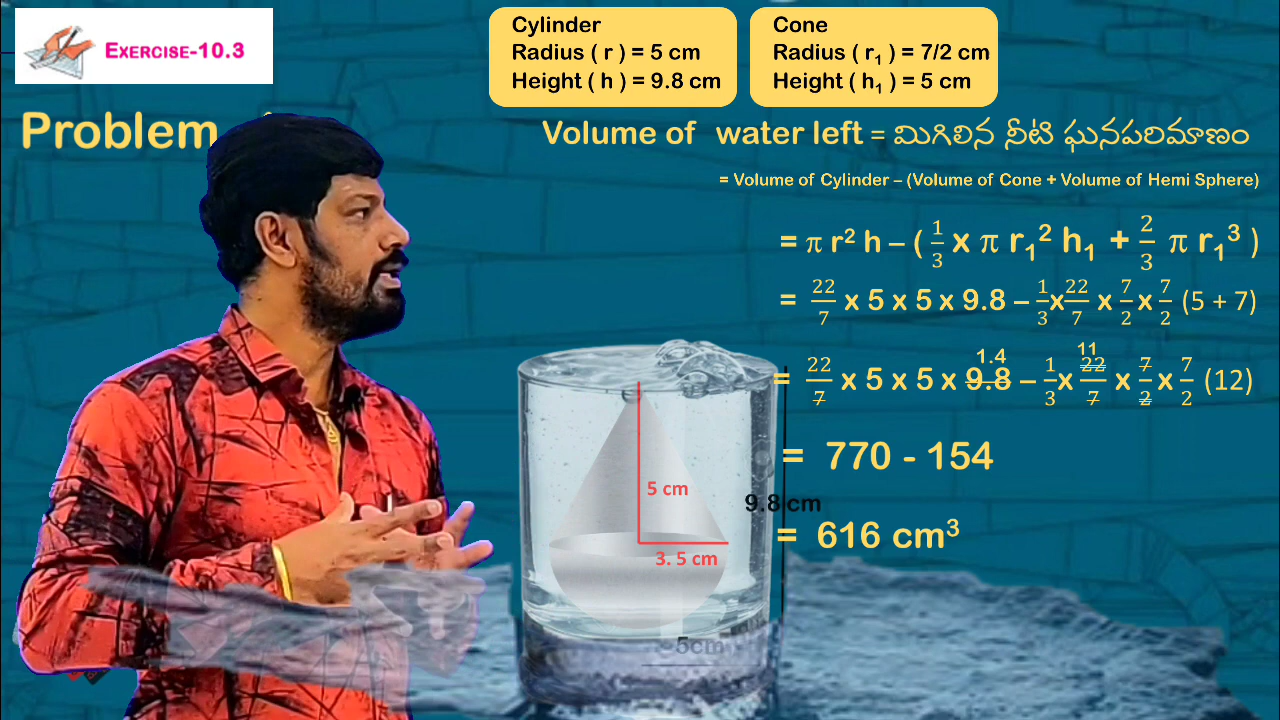 EXERCISE-10.3
Cylinder
Radius ( r ) = 5 cm
Height ( h ) = 9.8 cm
Cone
Radius ( r₁ ) = 7/2 cm
Height ( h₁ ) = 5 cm
Problem
Volume of water left = మిగిలిన నీటి ఘనపరిమాణం
= Volume of Cylinder – (Volume of Cone + Volume of Hemi Sphere)
= π r² h – ( 1/3 x π r₁² h₁ + 2/3 π r₁³ )
= 22/7 x 5 x 5 x 9.8 – 1/3 x 22/7 x 7/2 x 7/2 (5 + 7)
1.4 11
= 22/7 x 5 x 5 x 9.8 – 1/3 x 22/7 x 7/2 x 7/2 (12)
= 770 - 154
5 cm
9.8 cm
= 616 cm³
3. 5 cm
5cm